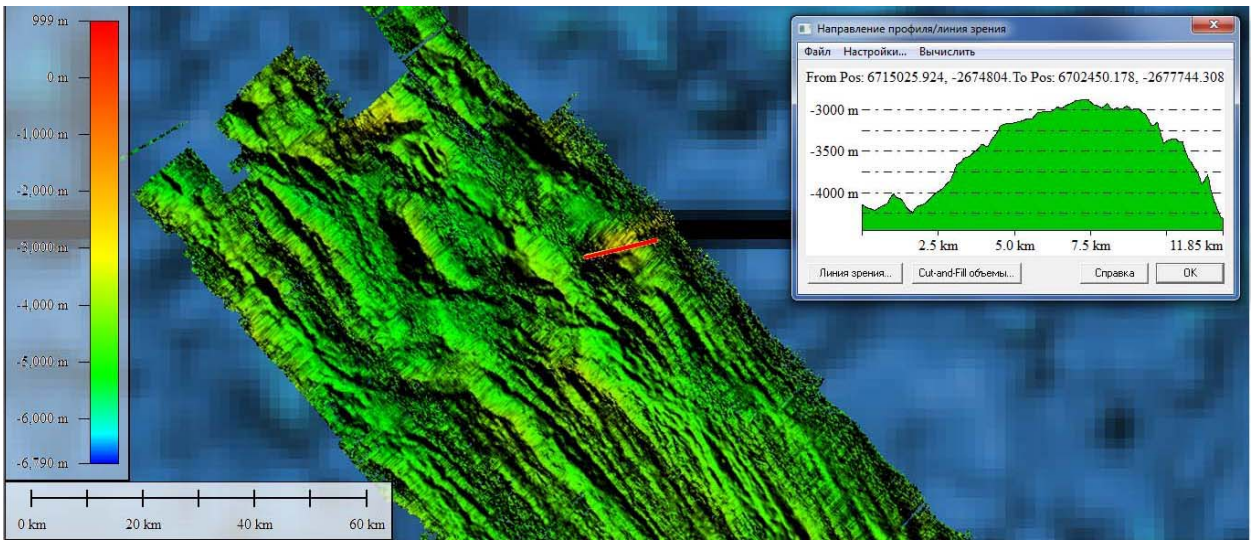 999 m
0 m
-1,000 m
-2,000 m
-3,000 m
-4,000 m
-5,000 m
-6,000 m
-6,790 m
0 km 20 km 40 km 60 km
Направление профиля/линия зрения
Файл Настройки... Вычислить
From Pos: 6715025.924, -2674804.To Pos: 6702450.178, -2677744.308
-3000 m
-3500 m
-4000 m
2.5 km 5.0 km 7.5 km 11.85 km
Линия зрения... Cut-and-Fill объемы... Справка OK